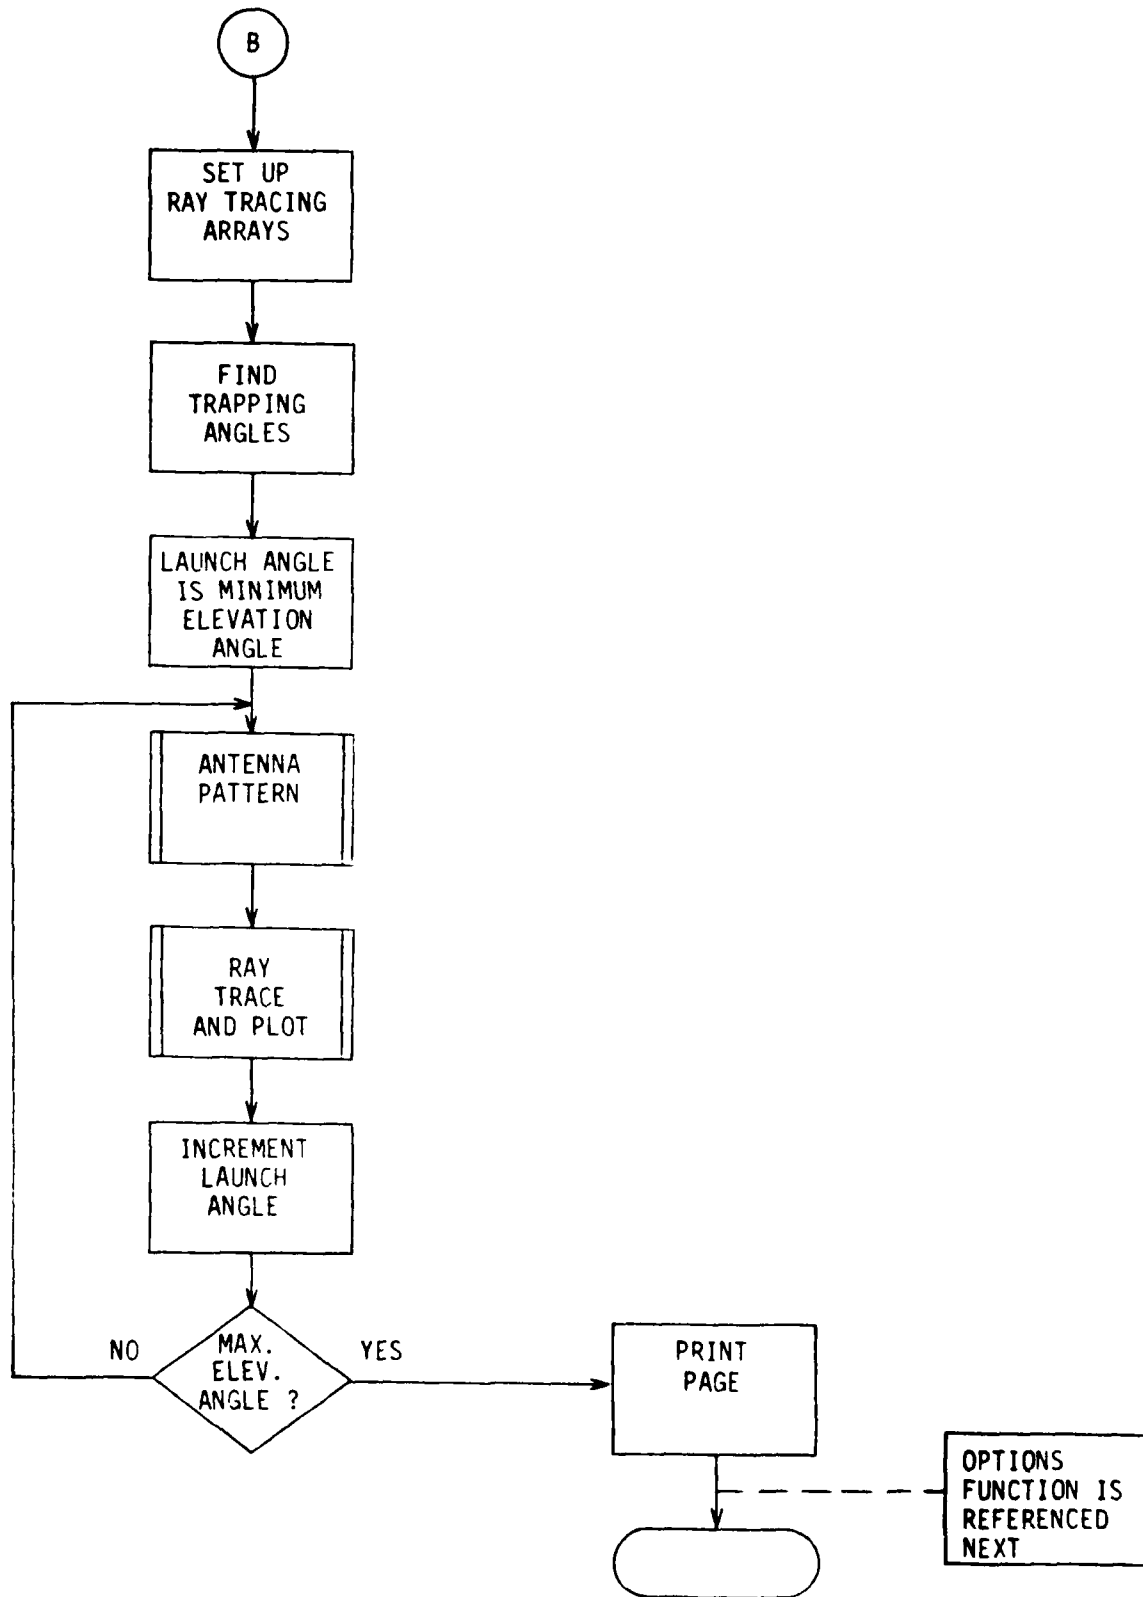 B
SET UP
RAY TRACING
ARRAYS
FIND
TRAPPING
ANGLES
LAUNCH ANGLE
IS MINIMUM
ELEVATION
ANGLE
ANTENNA
PATTERN
RAY
TRACE
AND PLOT
INCREMENT
LAUNCH
ANGLE
NO
MAX.
ELEV.
ANGLE ?
YES
PRINT
PAGE
OPTIONS
FUNCTION IS
REFERENCED
NEXT